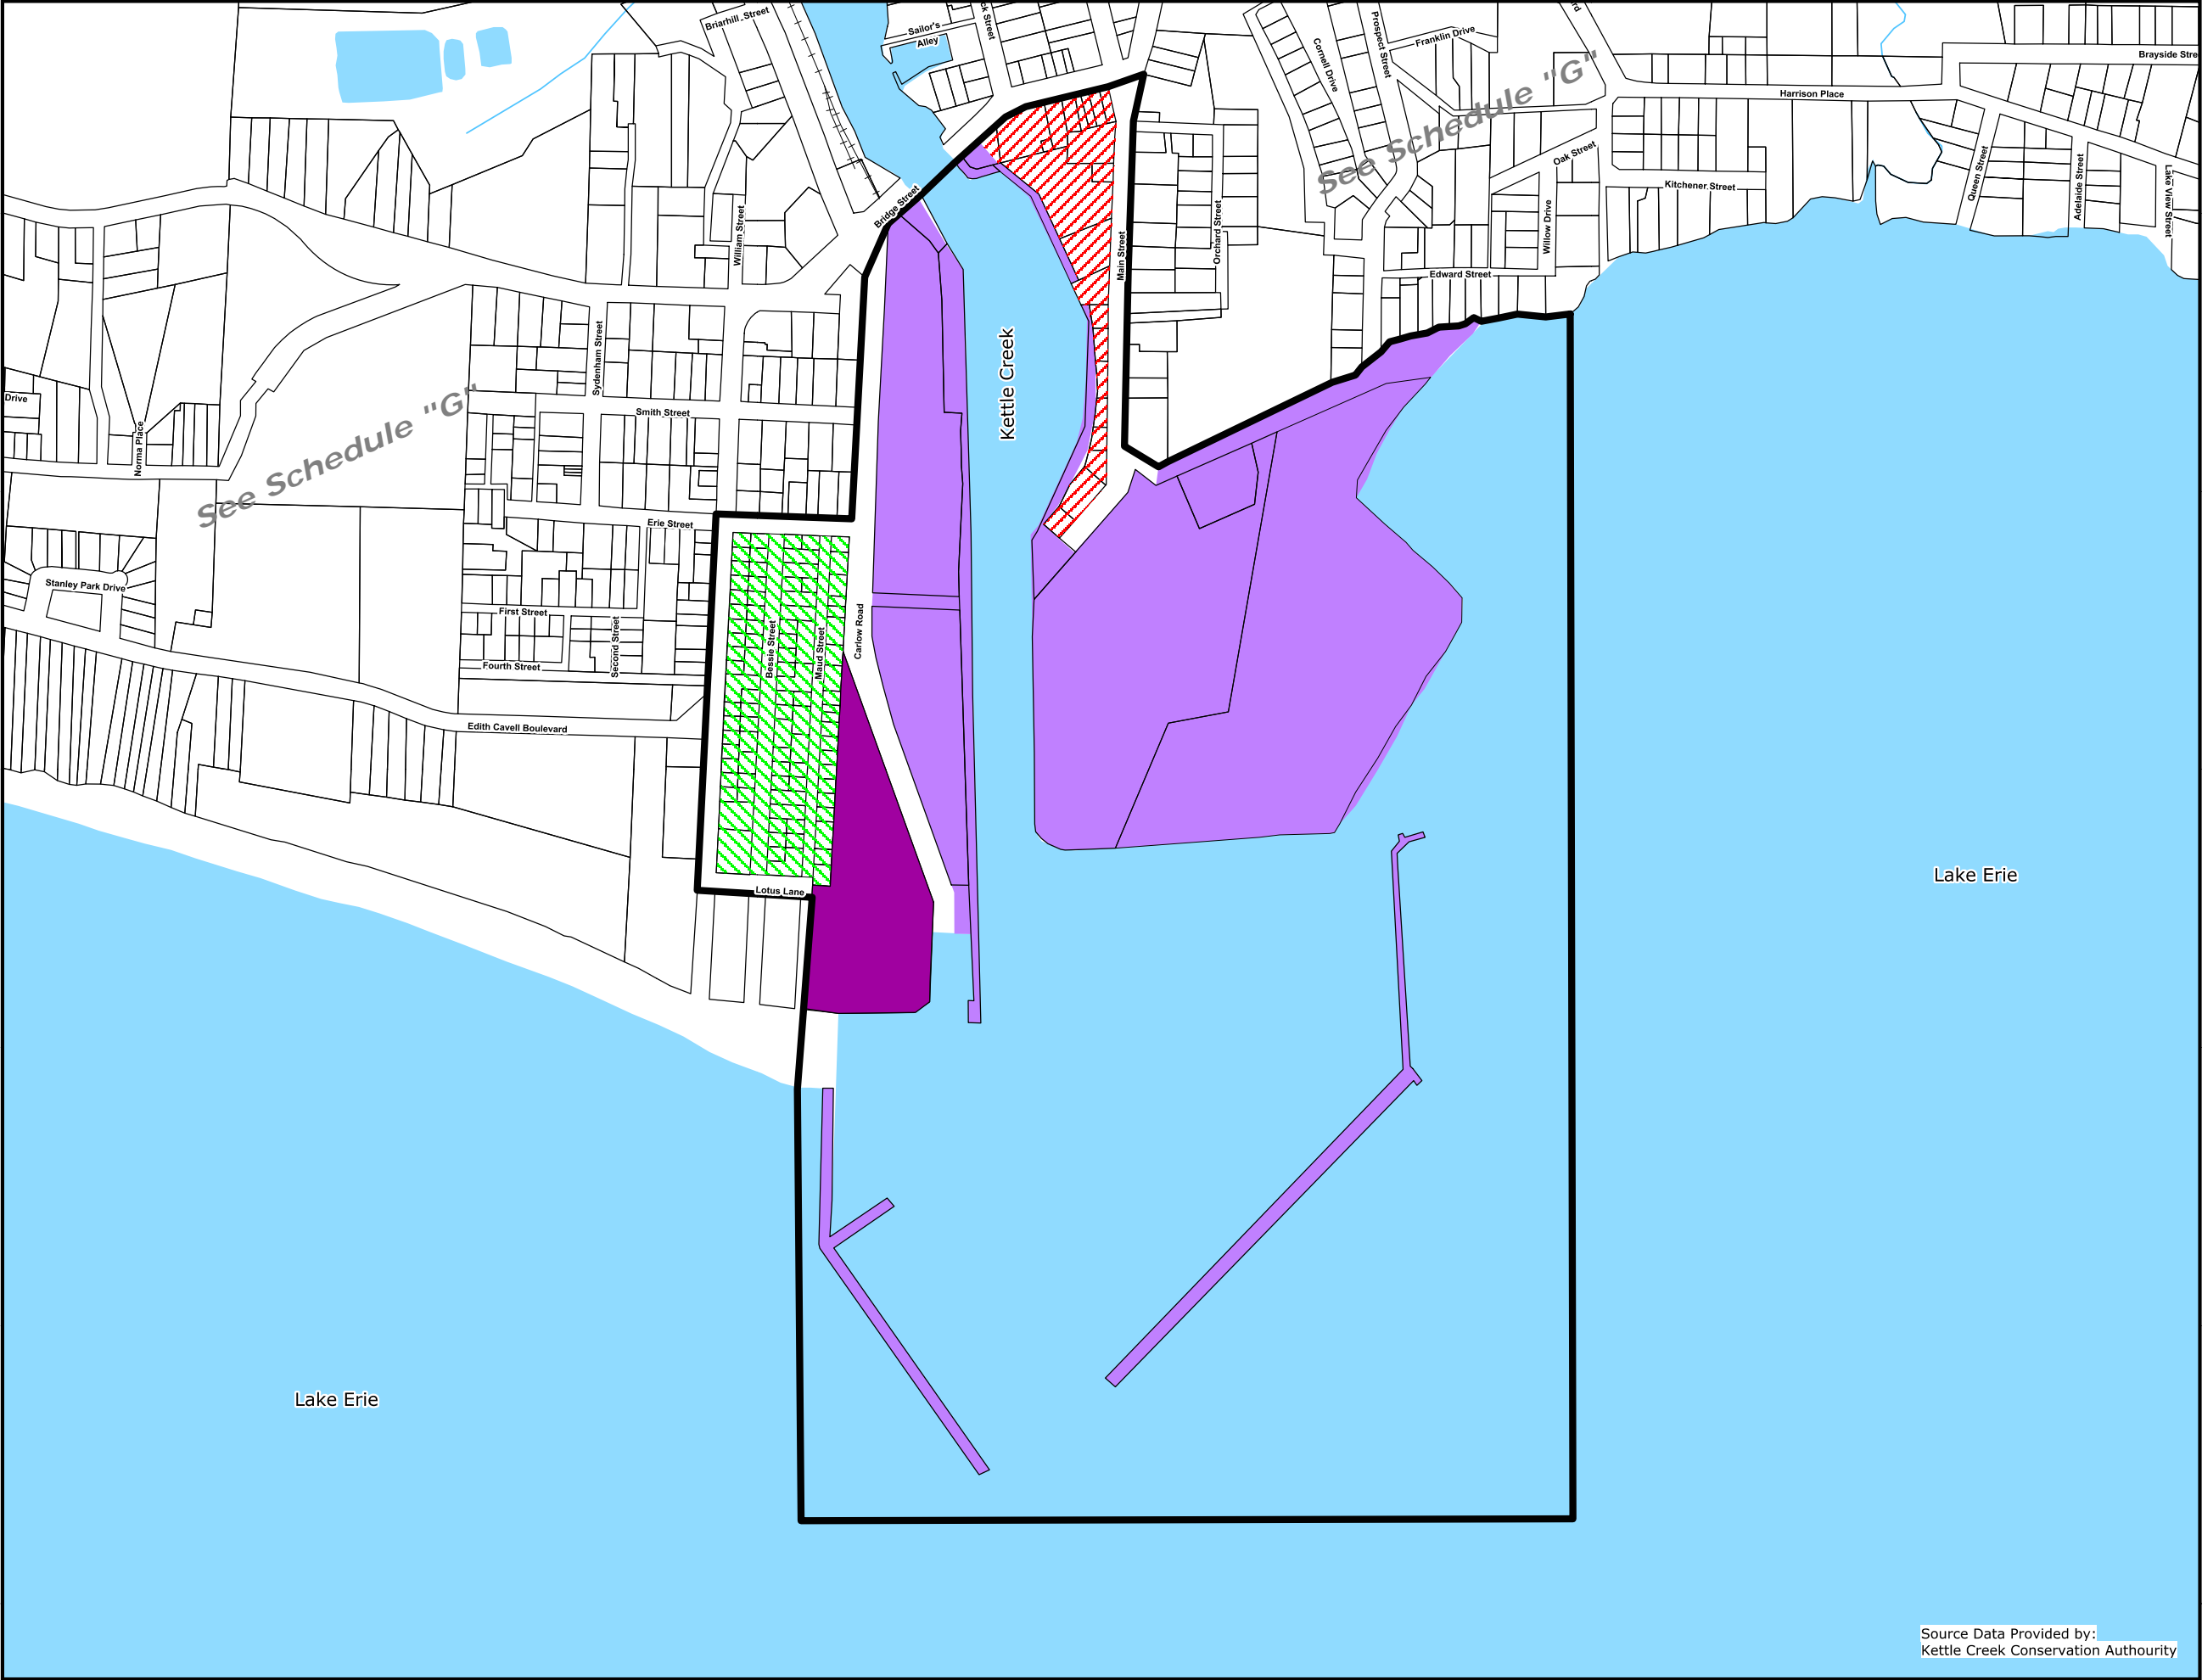 Briarhill Street
Sailor's
Alley
ck Street
Cornell Drive
Prospect Street
Franklin Drive
rd
Brayside Stree
Harrison Place
See Schedule "G"
Oak Street
Kitchener Street
Queen Street
Adelaide Street
Lake View Street
Bridge Street
William Street
Orchard Street
Main Street
Willow Drive
Edward Street
Kettle Creek
Sydenham Street
Drive
Smith Street
Norma Place
See Schedule "G"
Erie Street
Stanley Park Drive
First Street
Second Street
Fourth Street
Bessie Street
Maud Street
Carlow Road
Edith Cavell Boulevard
Lotus Lane
Lake Erie
Lake Erie
Source Data Provided by:
Kettle Creek Conservation Authourity